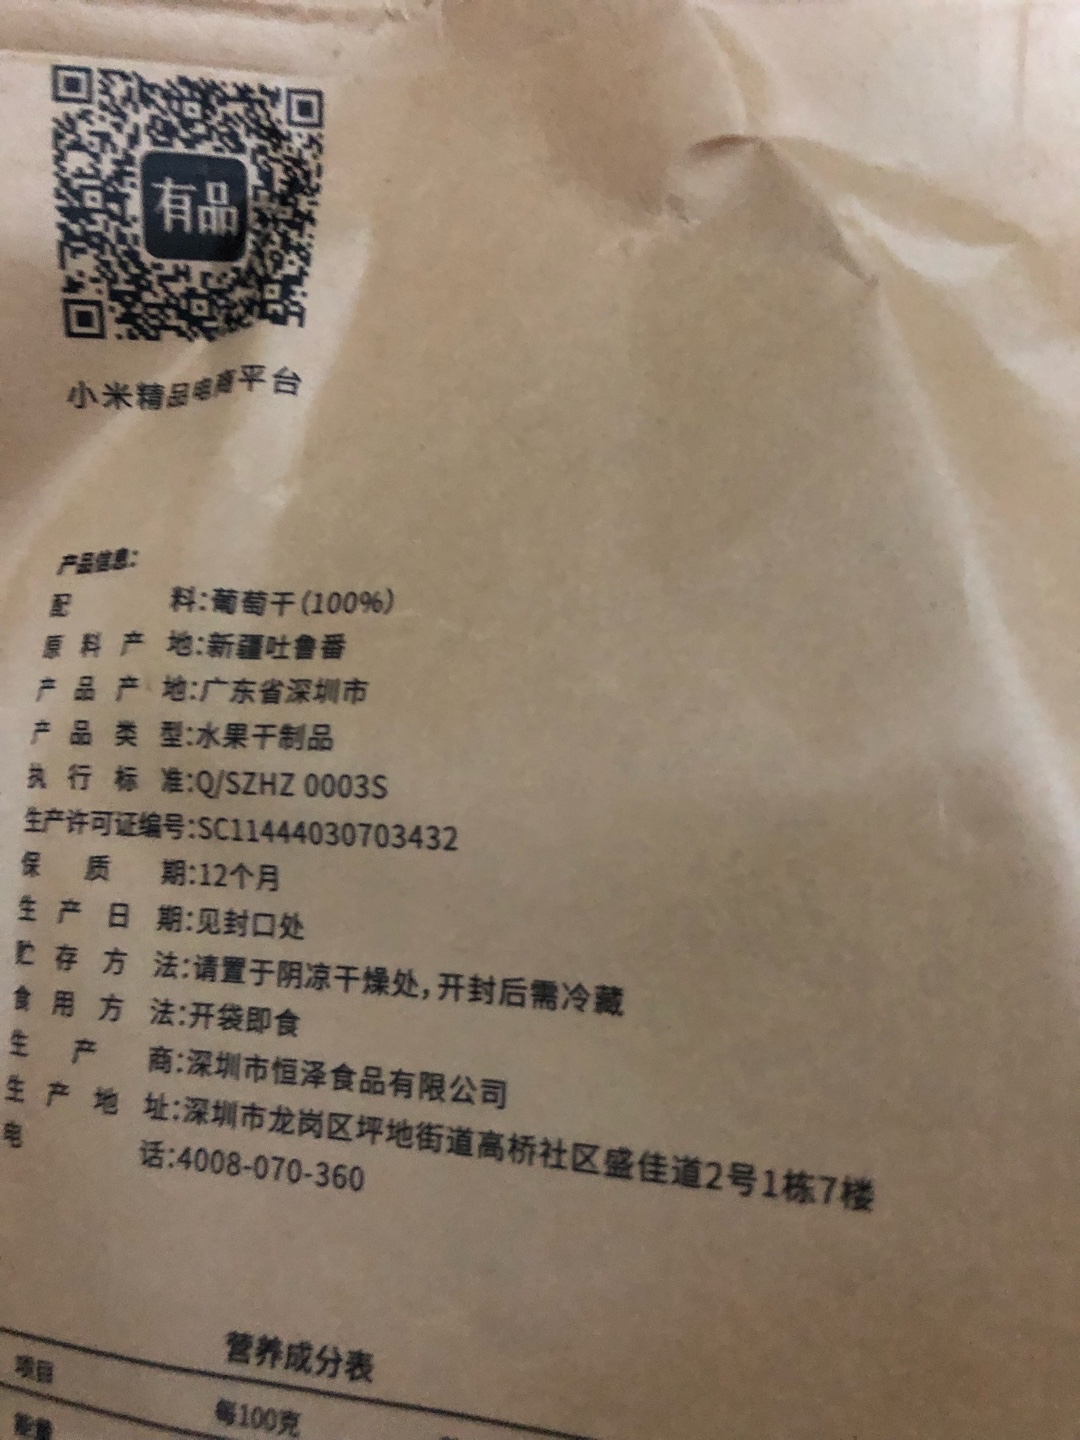 有品
小米精品电商平台
产品信息:
配料:葡萄干(100%)
原料产地:新疆吐鲁番
产品产地:广东省深圳市
产品类型:水果干制品
执行标准:Q/SZHZ 0003S
生产许可证编号:SC11444030703432
保质期:12个月
生产日期:见封口处
贮存方法:请置于阴凉干燥处,开封后需冷藏
食用方法:开袋即食
生产商:深圳市恒泽食品有限公司
生产地址:深圳市龙岗区坪地街道高桥社区盛佳道2号1栋7楼
电话:4008-070-360
营养成分表
项目 每100克
能量